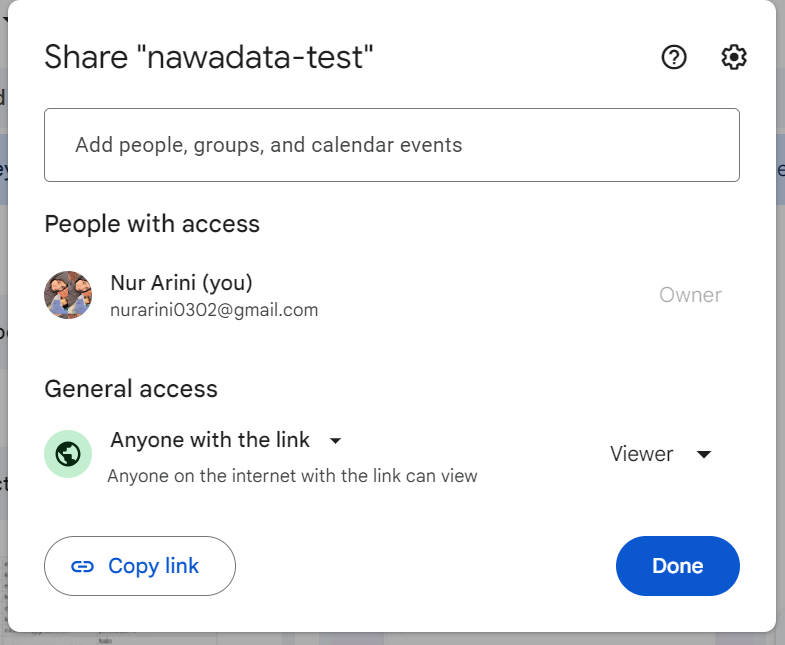 Share "nawadata-test"
Add people, groups, and calendar events
People with access
Nur Arini (you)
nurarini0302@gmail.com
Owner
General access
Anyone with the link
Anyone on the internet with the link can view
Viewer
Copy link
Done